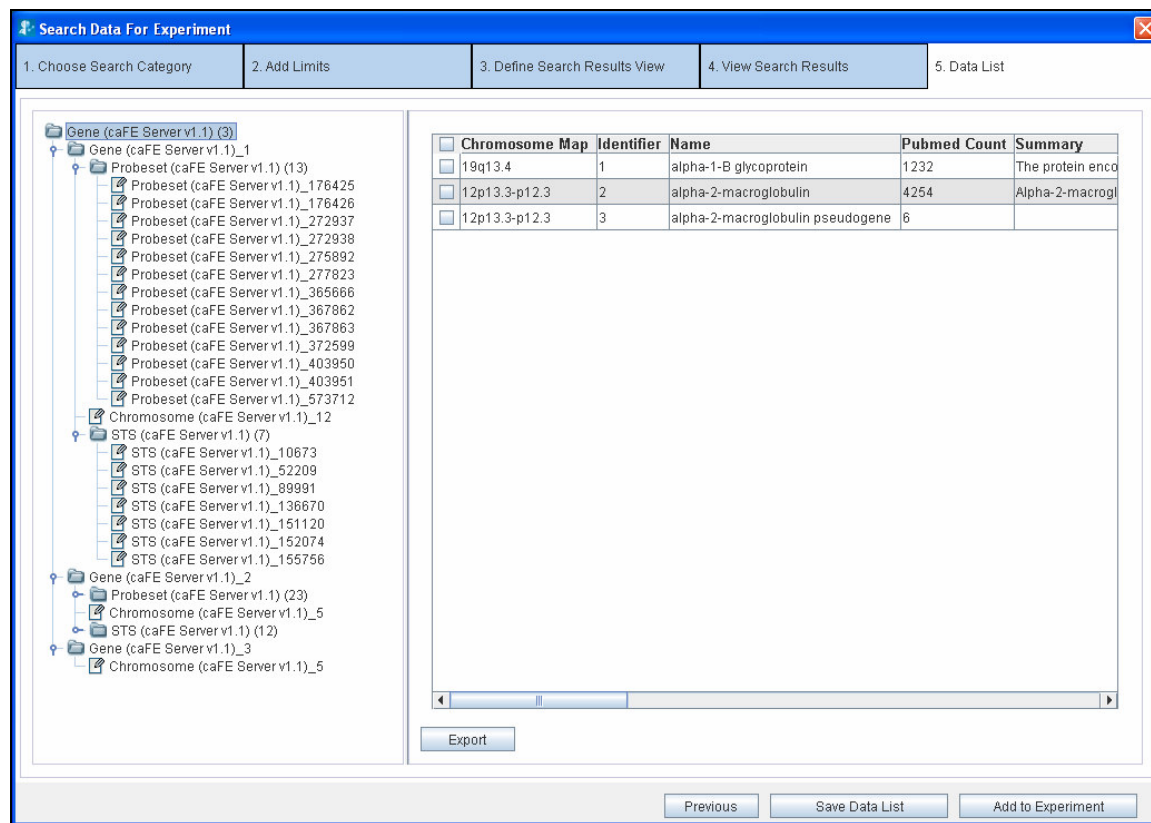 Search Data For Experiment
1. Choose Search Category 2. Add Limits 3. Define Search Results View 4. View Search Results 5. Data List
Gene (caFE Server v1.1) (3)
Gene (caFE Server v1.1)_1
Probeset (caFE Server v1.1) (13)
Probeset (caFE Server v1.1)_176425
Probeset (caFE Server v1.1)_176426
Probeset (caFE Server v1.1)_272937
Probeset (caFE Server v1.1)_272938
Probeset (caFE Server v1.1)_275892
Probeset (caFE Server v1.1)_277823
Probeset (caFE Server v1.1)_365666
Probeset (caFE Server v1.1)_367862
Probeset (caFE Server v1.1)_367863
Probeset (caFE Server v1.1)_372599
Probeset (caFE Server v1.1)_403950
Probeset (caFE Server v1.1)_403951
Probeset (caFE Server v1.1)_573712
Chromosome (caFE Server v1.1)_12
STS (caFE Server v1.1) (7)
STS (caFE Server v1.1)_10673
STS (caFE Server v1.1)_52209
STS (caFE Server v1.1)_89991
STS (caFE Server v1.1)_136670
STS (caFE Server v1.1)_151120
STS (caFE Server v1.1)_152074
STS (caFE Server v1.1)_155756
Gene (caFE Server v1.1)_2
Probeset (caFE Server v1.1) (23)
Chromosome (caFE Server v1.1)_5
STS (caFE Server v1.1) (12)
Gene (caFE Server v1.1)_3
Chromosome (caFE Server v1.1)_5
Chromosome Map Identifier Name Pubmed Count Summary
19q13.4 1 alpha-1-B glycoprotein 1232 The protein enco
12p13.3-p12.3 2 alpha-2-macroglobulin 4254 Alpha-2-macrogl
12p13.3-p12.3 3 alpha-2-macroglobulin pseudogene 6
Export
Previous Save Data List Add to Experiment